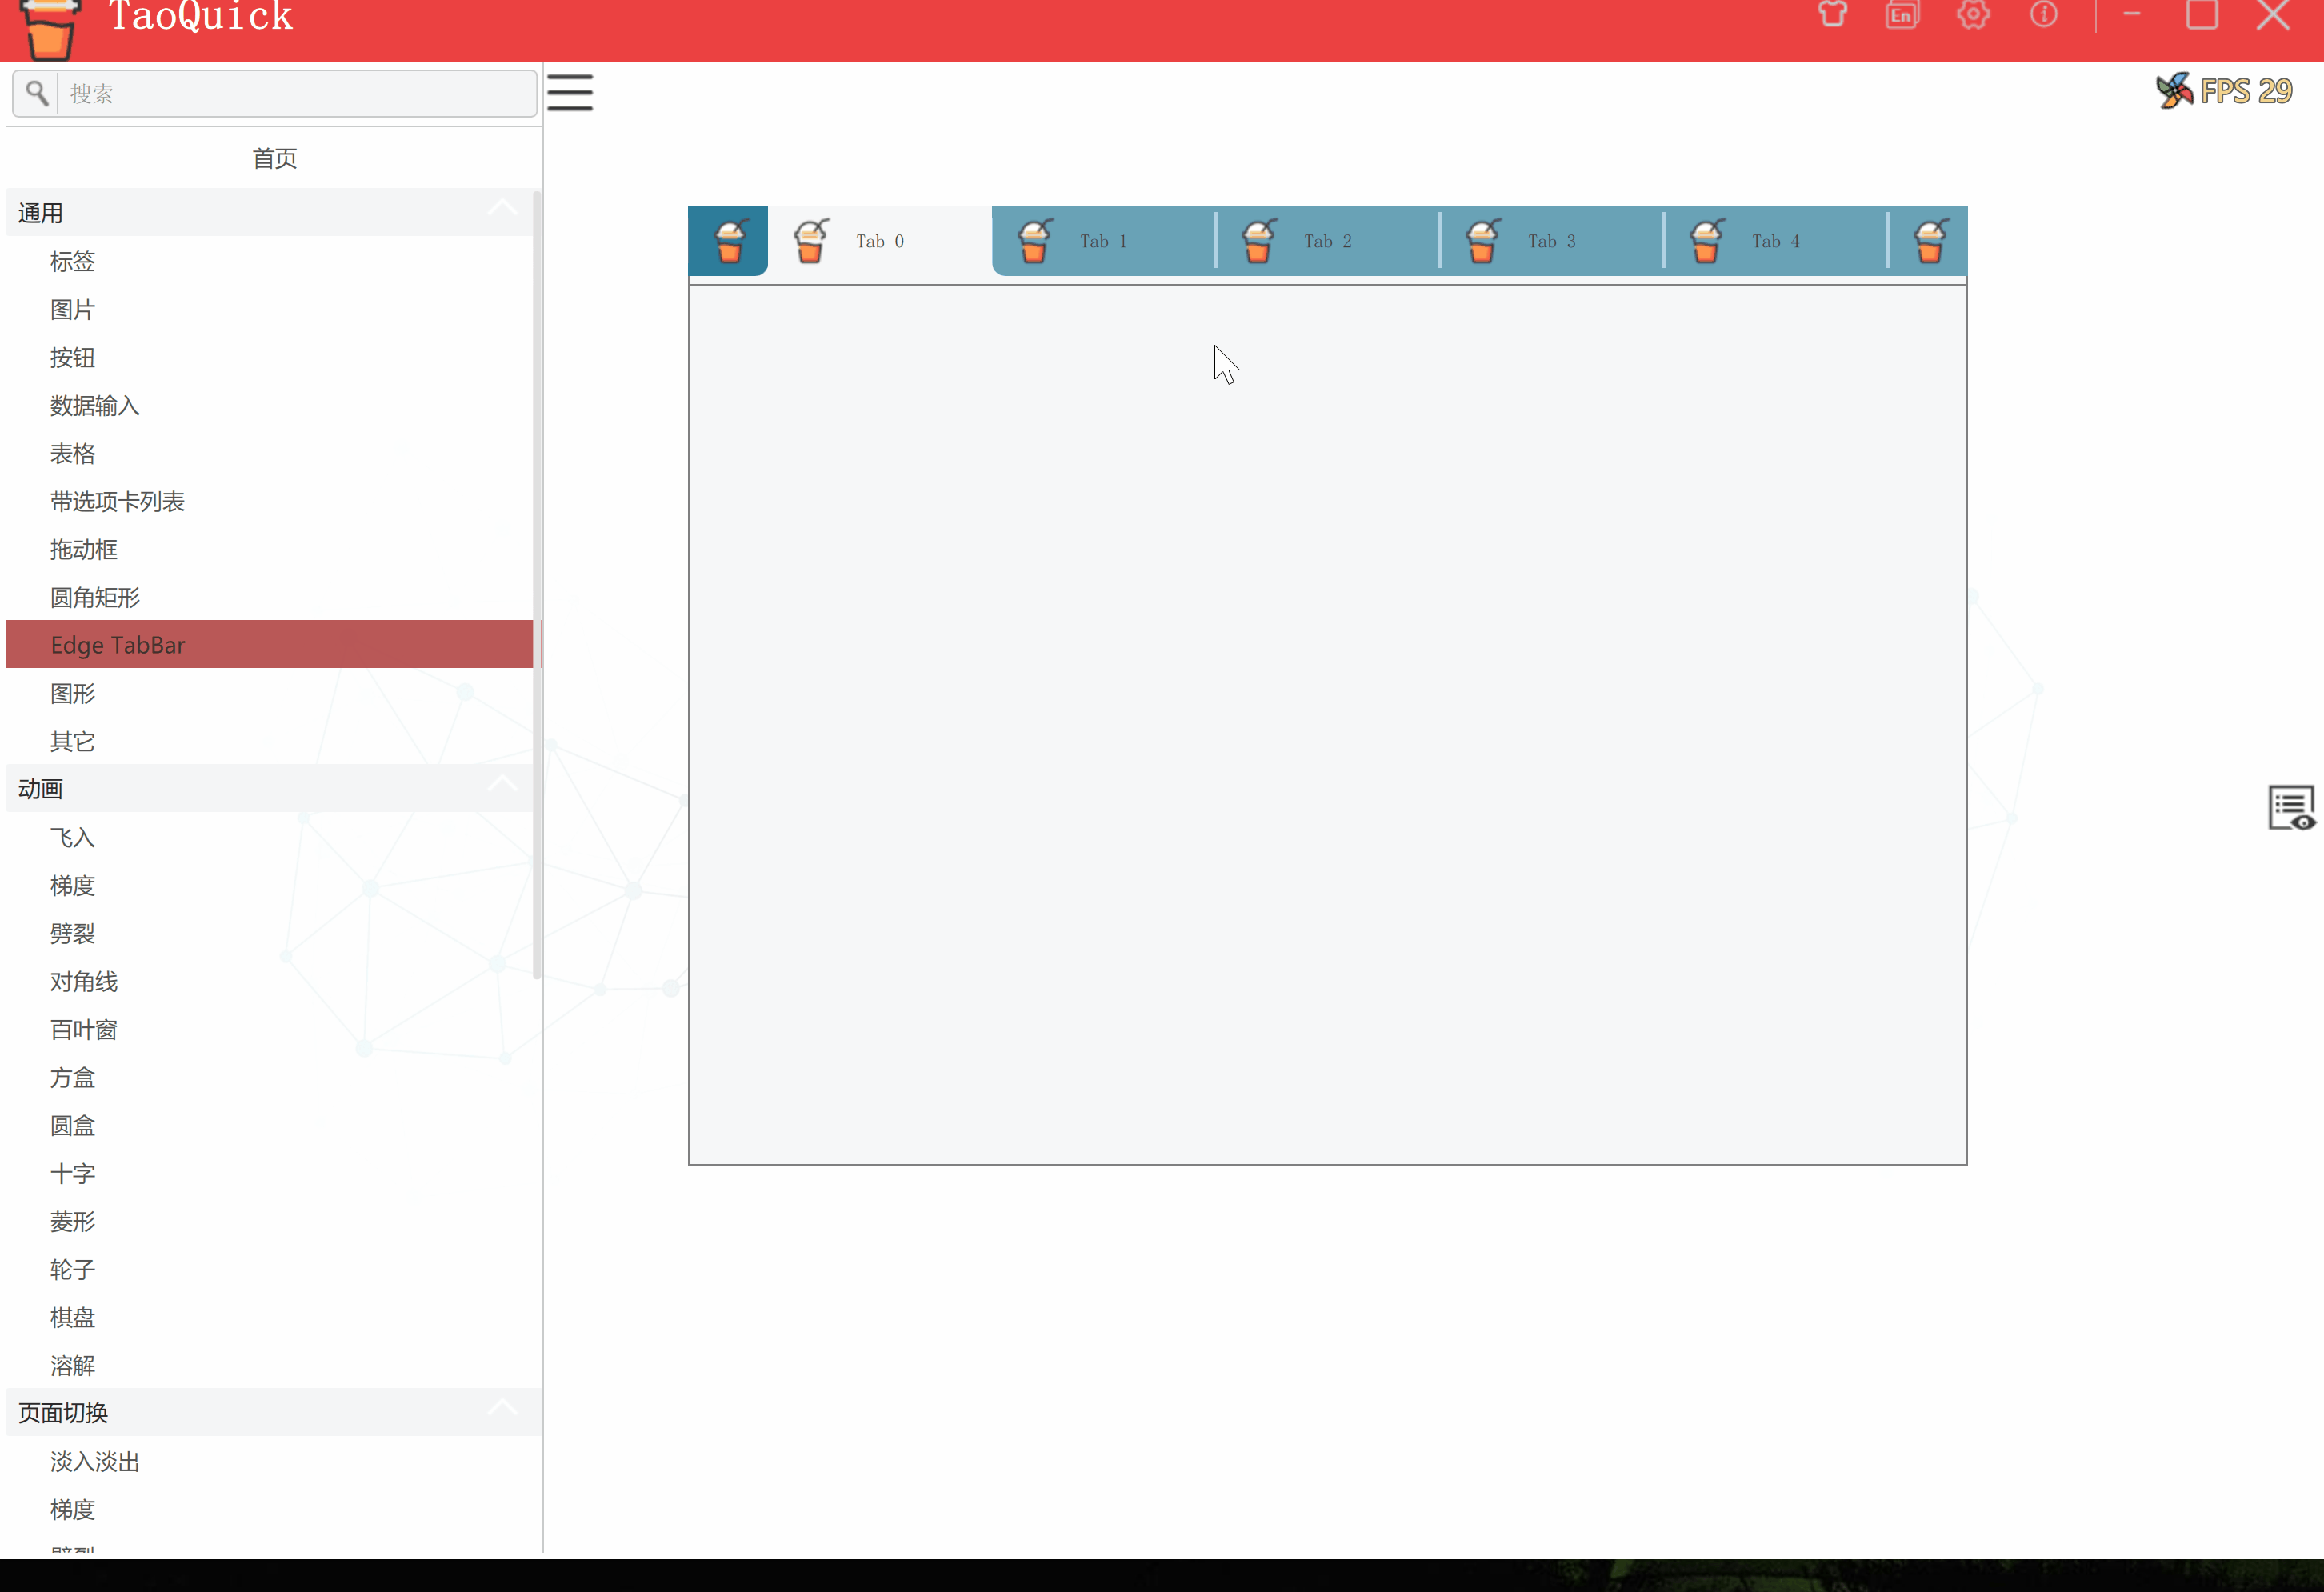 TaoQuick
En
搜索
FPS 29
首页
Tab 0
Tab 1
Tab 2
Tab 3
Tab 4
通用
标签
图片
按钮
数据输入
表格
带选项卡列表
拖动框
圆角矩形
Edge TabBar
图形
其它
动画
飞入
梯度
劈裂
对角线
百叶窗
方盒
圆盒
十字
菱形
轮子
棋盘
溶解
页面切换
淡入淡出
梯度